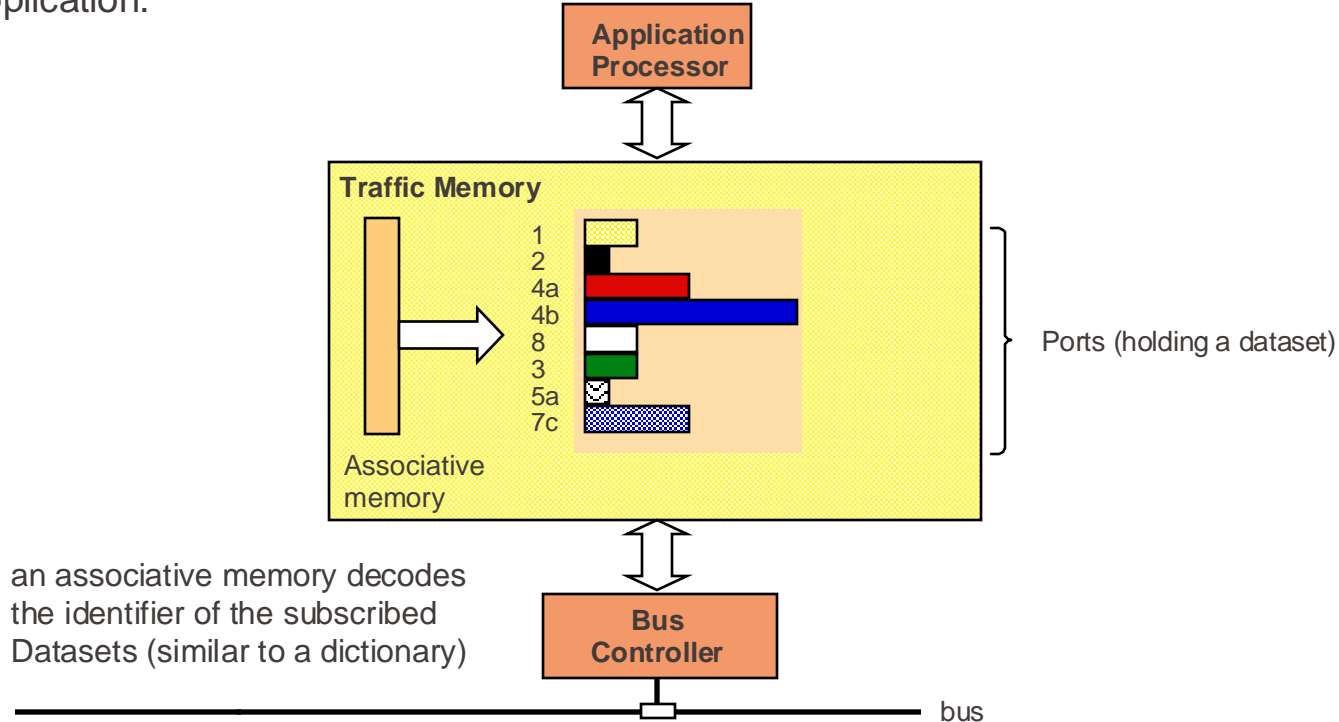 Application
Processor
Traffic Memory
1
2
4a
4b
8
3
5a
7c
Ports (holding a dataset)
Associative
memory
an associative memory decodes
the identifier of the subscribed
Datasets (similar to a dictionary)
Bus
Controller
bus